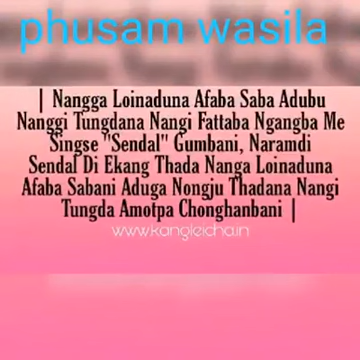 phusam wasila
| Nangga Loinaduna Afaba Saba Adubu
Nanggi Tungdana Nangi Fattaba Ngangba Me
Singse "Sendal" Gumbani, Naramdi
Sendal Di Ekang Thada Nanga Loinaduna
Afaba Sabani Aduga Nongju Thadana Nangi
Tungda Amotpa Chonghanbani |
www.kangleicha.in